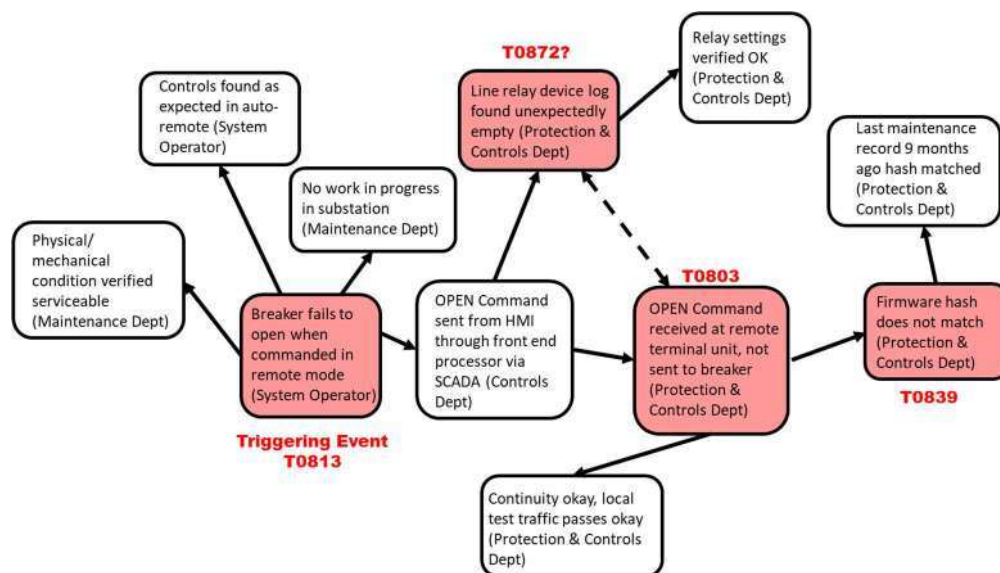 T0872?
Relay settings
verified OK
(Protection &
Controls Dept)
Controls found as
expected in auto-
remote (System
Operator)
Line relay device log
found unexpectedly
empty (Protection &
Controls Dept)
Last maintenance
record 9 months
ago hash matched
(Protection &
Controls Dept)
No work in progress
in substation
(Maintenance Dept)
Physical/
mechanical
condition verified
serviceable
(Maintenance Dept)
T0803
Breaker fails to
open when
commanded in
remote mode
(System Operator)
OPEN Command
sent from HMI
through front end
processor via
SCADA (Controls
Dept)
OPEN Command
received at remote
terminal unit, not
sent to breaker
(Protection &
Controls Dept)
Firmware hash
does not match
(Protection &
Controls Dept)
T0839
Triggering Event
T0813
Continuity okay, local
test traffic passes okay
(Protection & Controls
Dept)